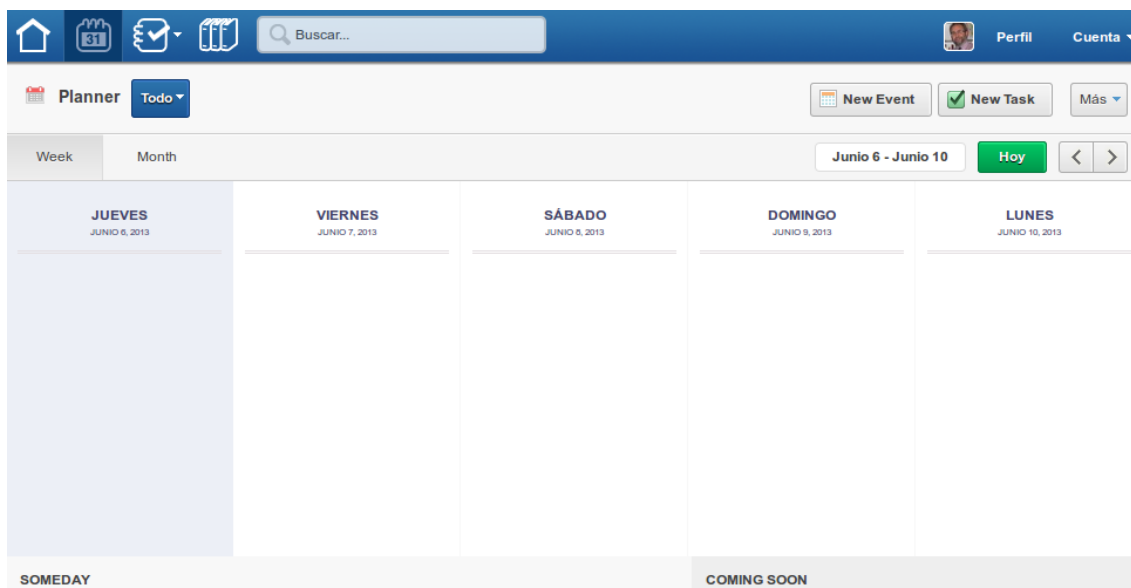 31
Buscar...
Perfil
Cuenta
Planner
Todo
New Event
New Task
Más
Week
Month
Junio 6 - Junio 10
Hoy
JUEVES
JUNIO 6, 2013
VIERNES
JUNIO 7, 2013
SÁBADO
JUNIO 8, 2013
DOMINGO
JUNIO 9, 2013
LUNES
JUNIO 10, 2013
SOMEDAY
COMING SOON